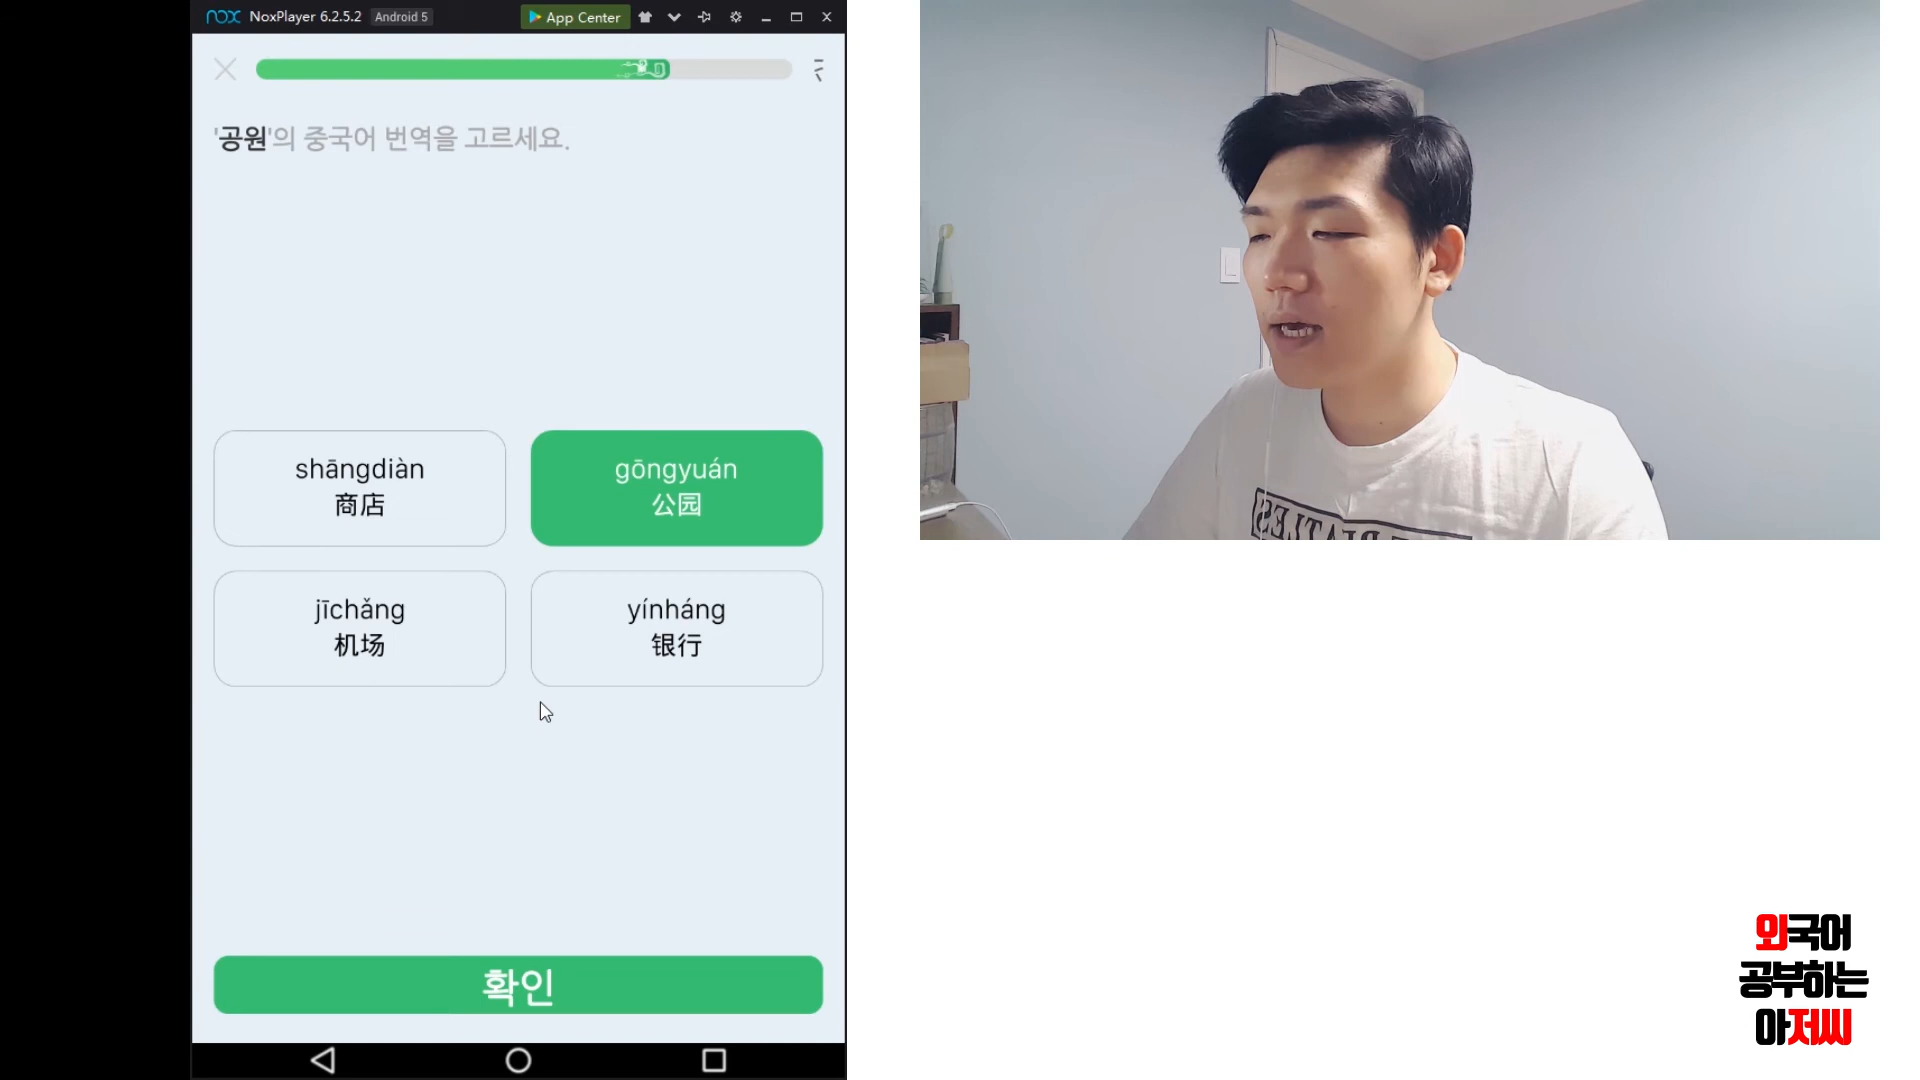 nox NoxPlayer 6.2.5.2 Android 5 App Center
'공원'의 중국어 번역을 고르세요.
shāngdiàn
商店
gōngyuán
公园
jīchǎng
机场
yínháng
银行
확인
외국어
공부하는
아저씨